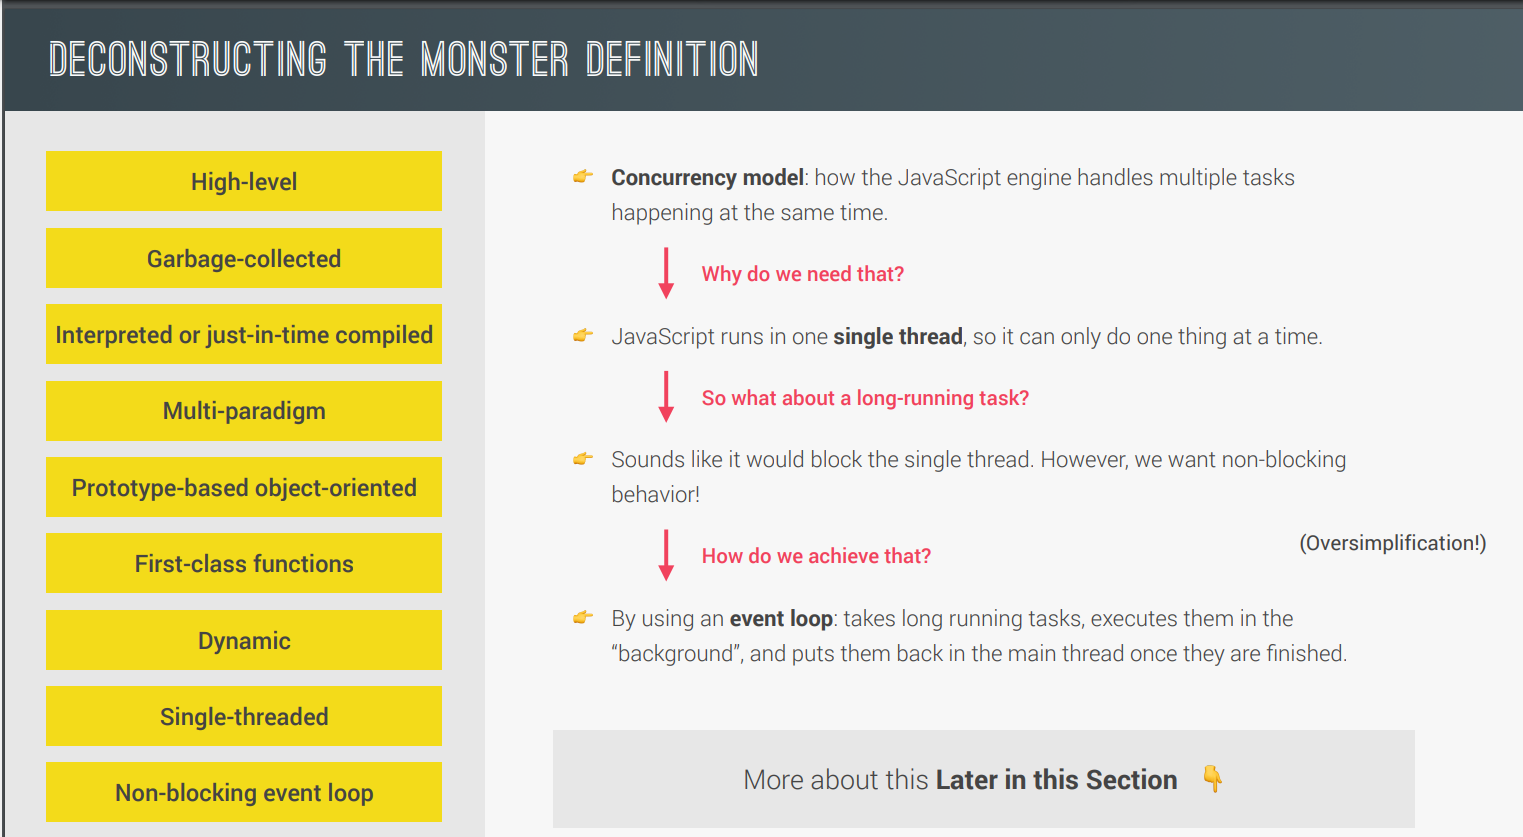 DECONSTRUCTING THE MONSTER DEFINITION
High-level
Garbage-collected
Interpreted or just-in-time compiled
Multi-paradigm
Prototype-based object-oriented
First-class functions
Dynamic
Single-threaded
Non-blocking event loop
👉 Concurrency model: how the JavaScript engine handles multiple tasks
happening at the same time.
Why do we need that?
👉 JavaScript runs in one single thread, so it can only do one thing at a time.
So what about a long-running task?
👉 Sounds like it would block the single thread. However, we want non-blocking
behavior!
(Oversimplification!)
How do we achieve that?
👉 By using an event loop: takes long running tasks, executes them in the
“background”, and puts them back in the main thread once they are finished.
More about this Later in this Section 👇